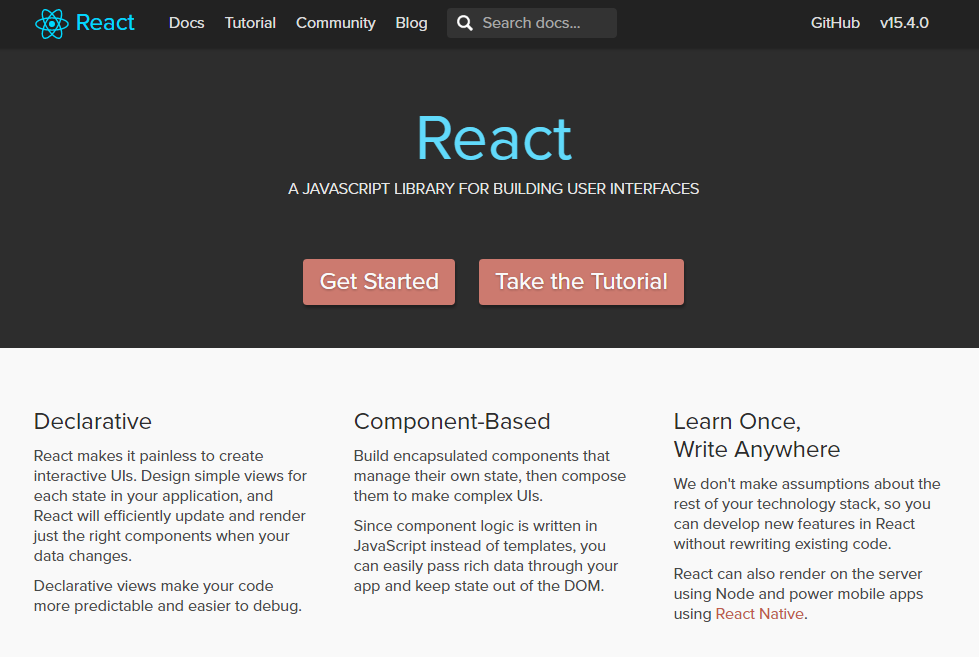 React Docs Tutorial Community Blog Search docs... GitHub v15.4.0
React
A JAVASCRIPT LIBRARY FOR BUILDING USER INTERFACES
Get Started Take the Tutorial
Declarative
React makes it painless to create
interactive UIs. Design simple views for
each state in your application, and
React will efficiently update and render
just the right components when your
data changes.
Declarative views make your code
more predictable and easier to debug.
Component-Based
Build encapsulated components that
manage their own state, then compose
them to make complex UIs.
Since component logic is written in
JavaScript instead of templates, you
can easily pass rich data through your
app and keep state out of the DOM.
Learn Once,
Write Anywhere
We don't make assumptions about the
rest of your technology stack, so you
can develop new features in React
without rewriting existing code.
React can also render on the server
using Node and power mobile apps
using React Native.